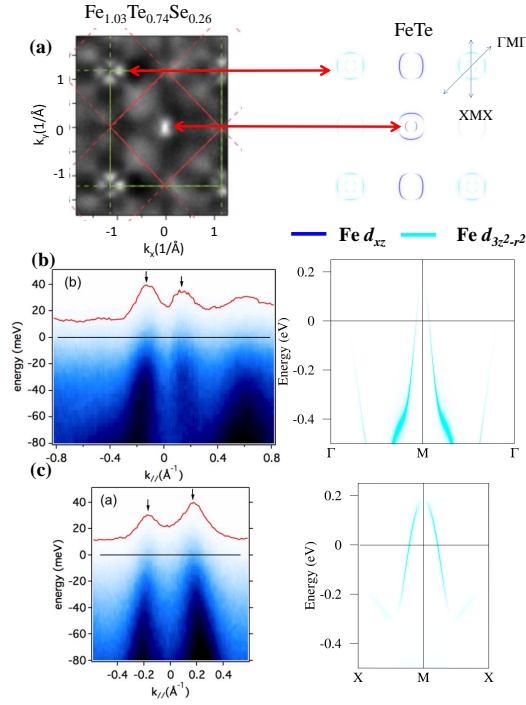 Fe1.03Te0.74Se0.26
FeTe
(a)
ΓMΓ
XMX
1
0
-1
ky(1/Å)
-1
0
1
kx(1/Å)
Fe dxz
Fe d3z²-r²
(b)
(b)
40
20
0
-20
-40
-60
-80
energy (meV)
-0.8
-0.4
0.0
0.4
0.8
k//(Å-1)
0.2
0
-0.2
-0.4
Energy (eV)
Γ
M
Γ
(c)
(a)
40
20
0
-20
-40
-60
-80
energy (meV)
-0.4
-0.2
0
0.2
0.4
k//(Å-1)
0.2
0
-0.2
-0.4
Energy (eV)
X
M
X